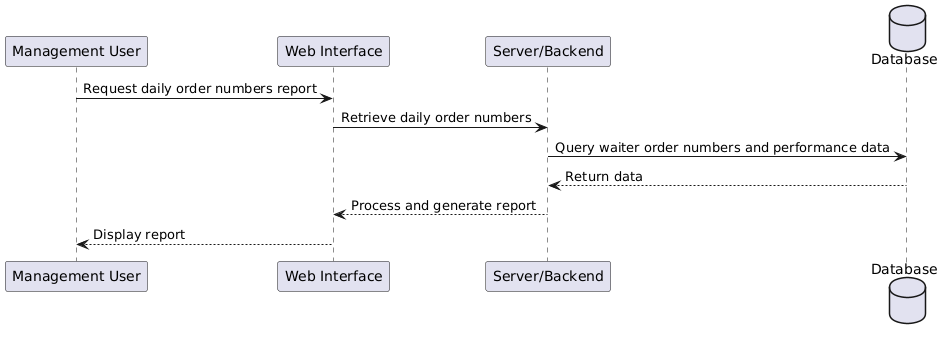 Management User
Web Interface
Server/Backend
Database
Request daily order numbers report
Retrieve daily order numbers
Query waiter order numbers and performance data
Return data
Process and generate report
Display report
Management User
Web Interface
Server/Backend
Database